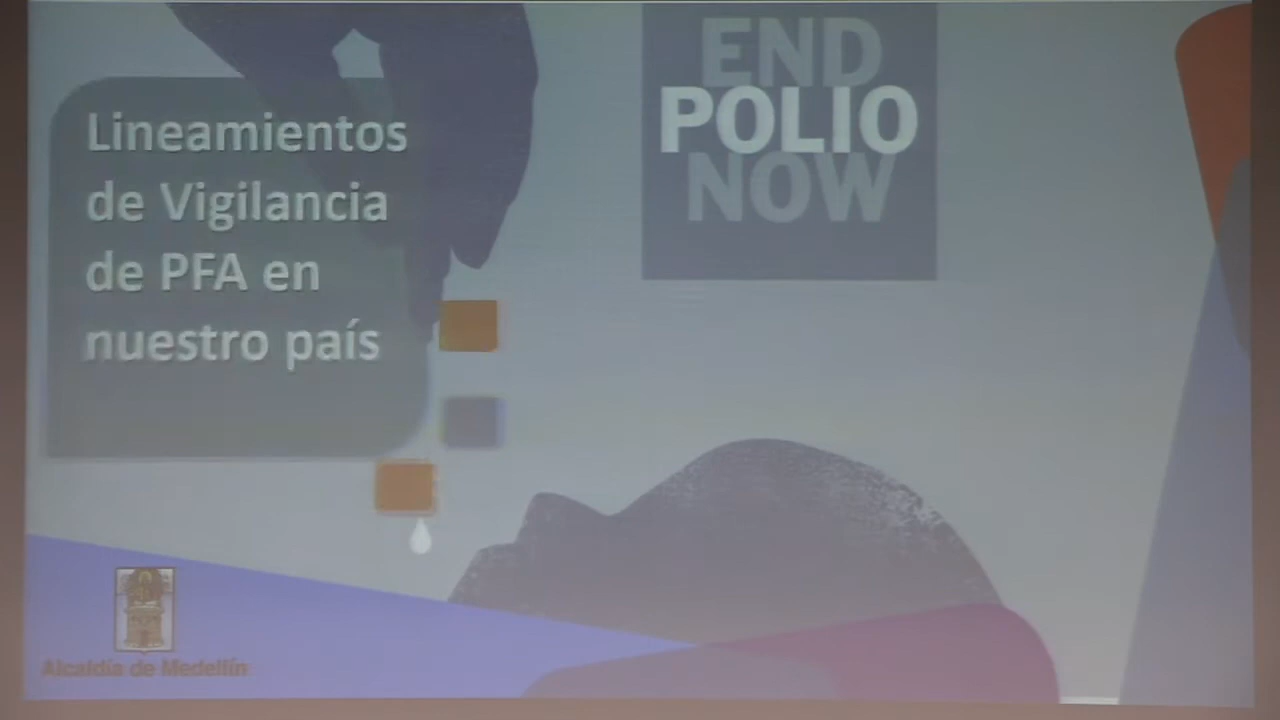 Lineamientos
de Vigilancia
de PFA en
nuestro país
END
POLIO
NOW
Alcaldía de Medellín